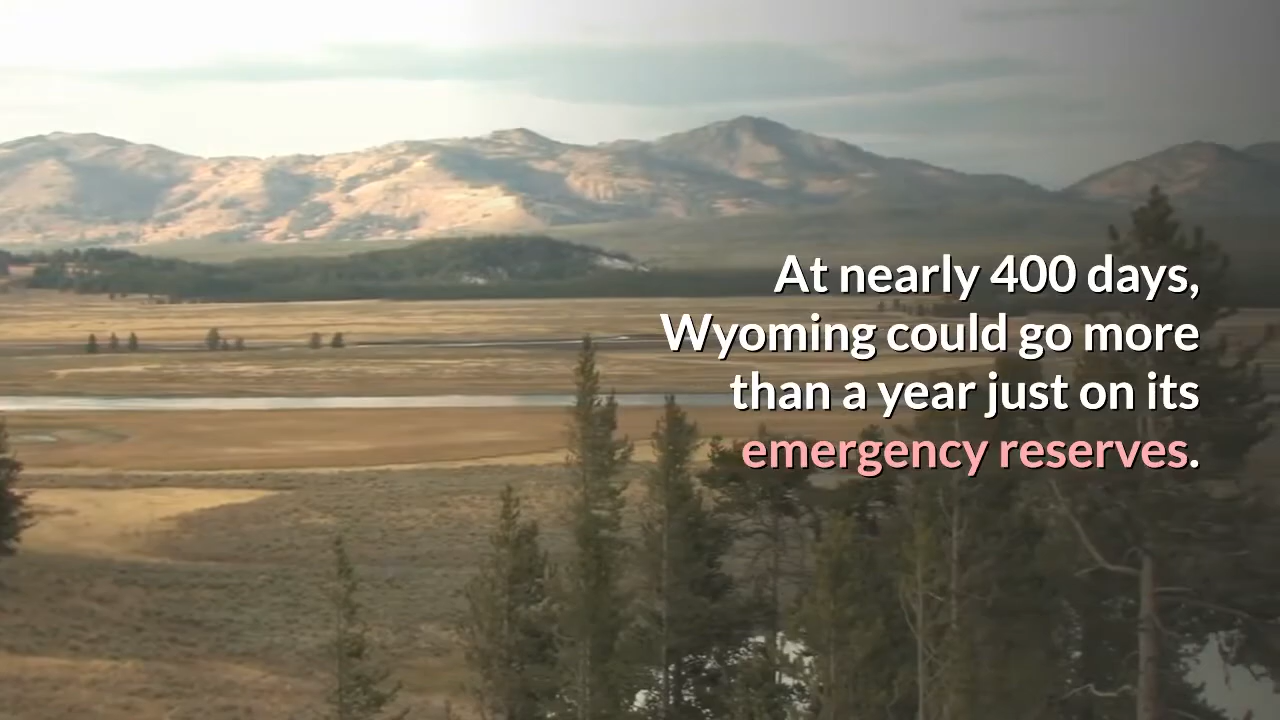 At nearly 400 days,
Wyoming could go more
than a year just on its
emergency reserves.